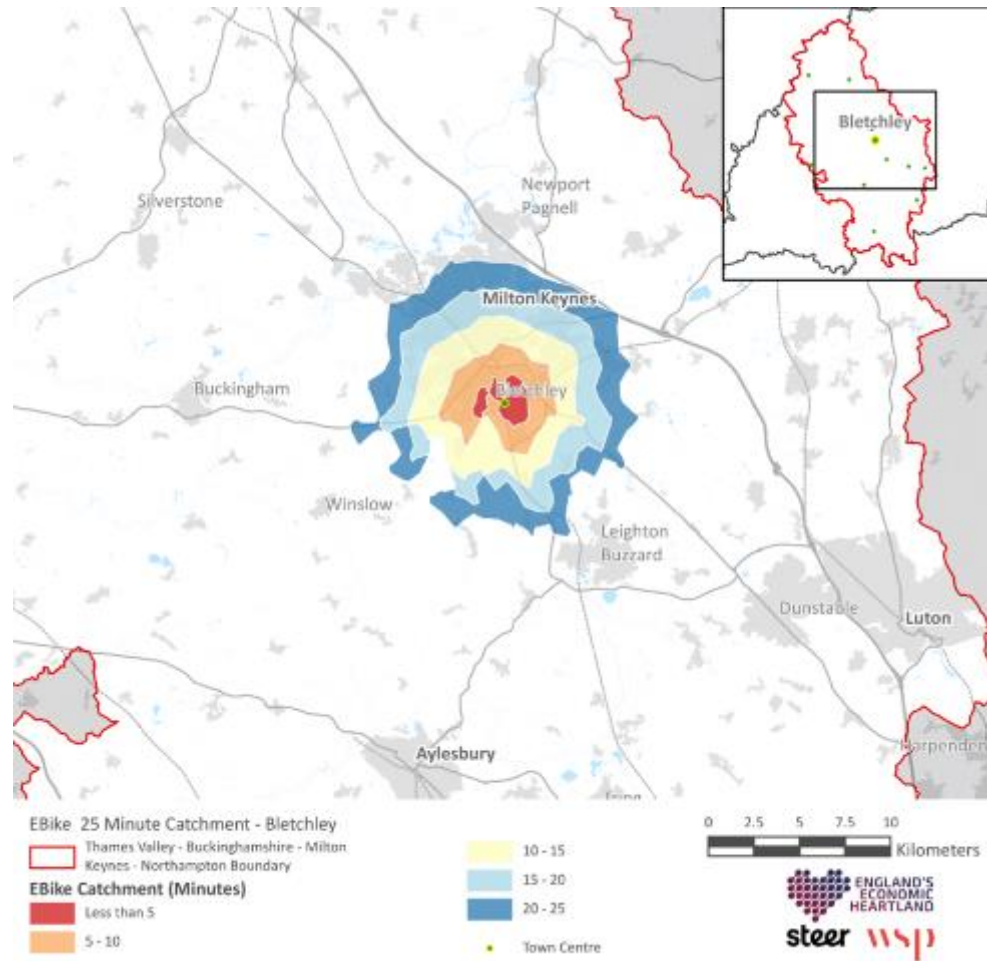 Bletchley
Newport
Pagnell
Silverstone
Milton Keynes
Buckingham
Bletchley
Winslow
Leighton
Buzzard
Dunstable
Luton
Aylesbury
Harpenden
Tring
EBike 25 Minute Catchment - Bletchley
Thames Valley - Buckinghamshire - Milton
Keynes - Northampton Boundary
EBike Catchment (Minutes)
Less than 5
5 - 10
10 - 15
15 - 20
20 - 25
Town Centre
0 2.5 5 7.5 10
Kilometers
ENGLAND'S
ECONOMIC
HEARTLAND
steer wsp